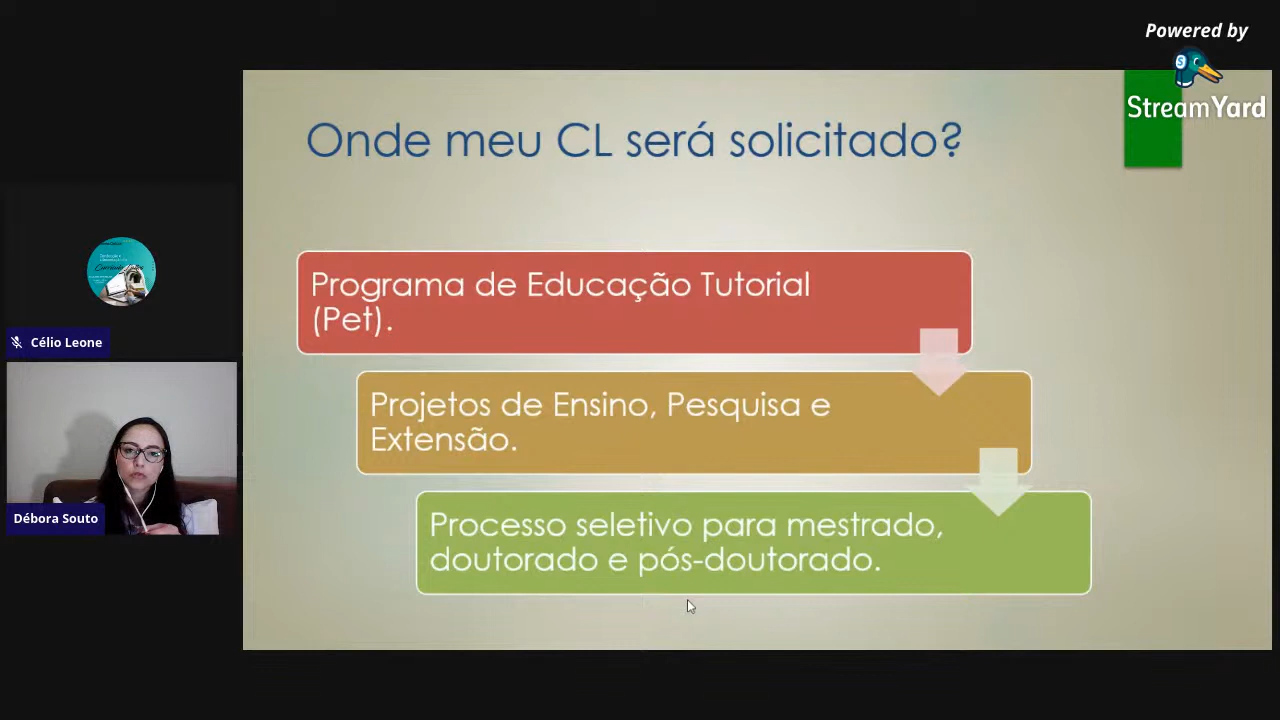 Powered by
StreamYard
Onde meu CL será solicitado?
Programa de Educação Tutorial
(Pet).
Projetos de Ensino, Pesquisa e
Extensão.
Processo seletivo para mestrado,
doutorado e pós-doutorado.
Célio Leone
Débora Souto